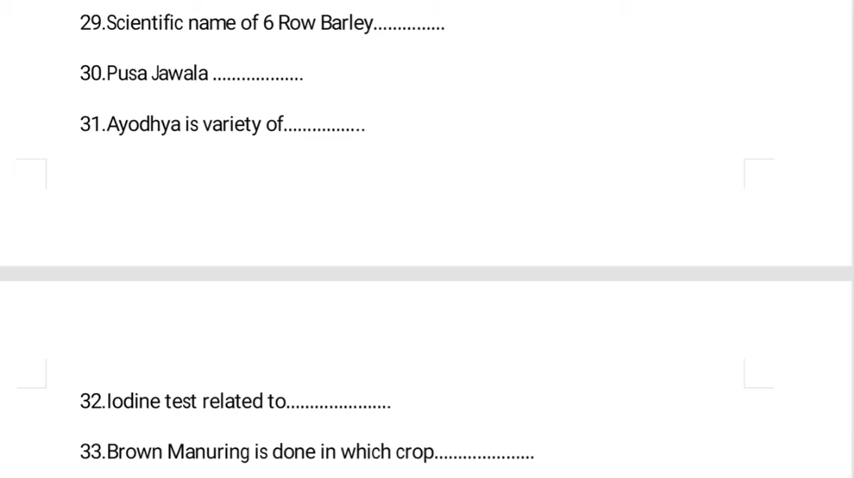 29.Scientific name of 6 Row Barley...............
30.Pusa Jawala ...................
31.Ayodhya is variety of.................
32.Iodine test related to......................
33.Brown Manuring is done in which crop.....................